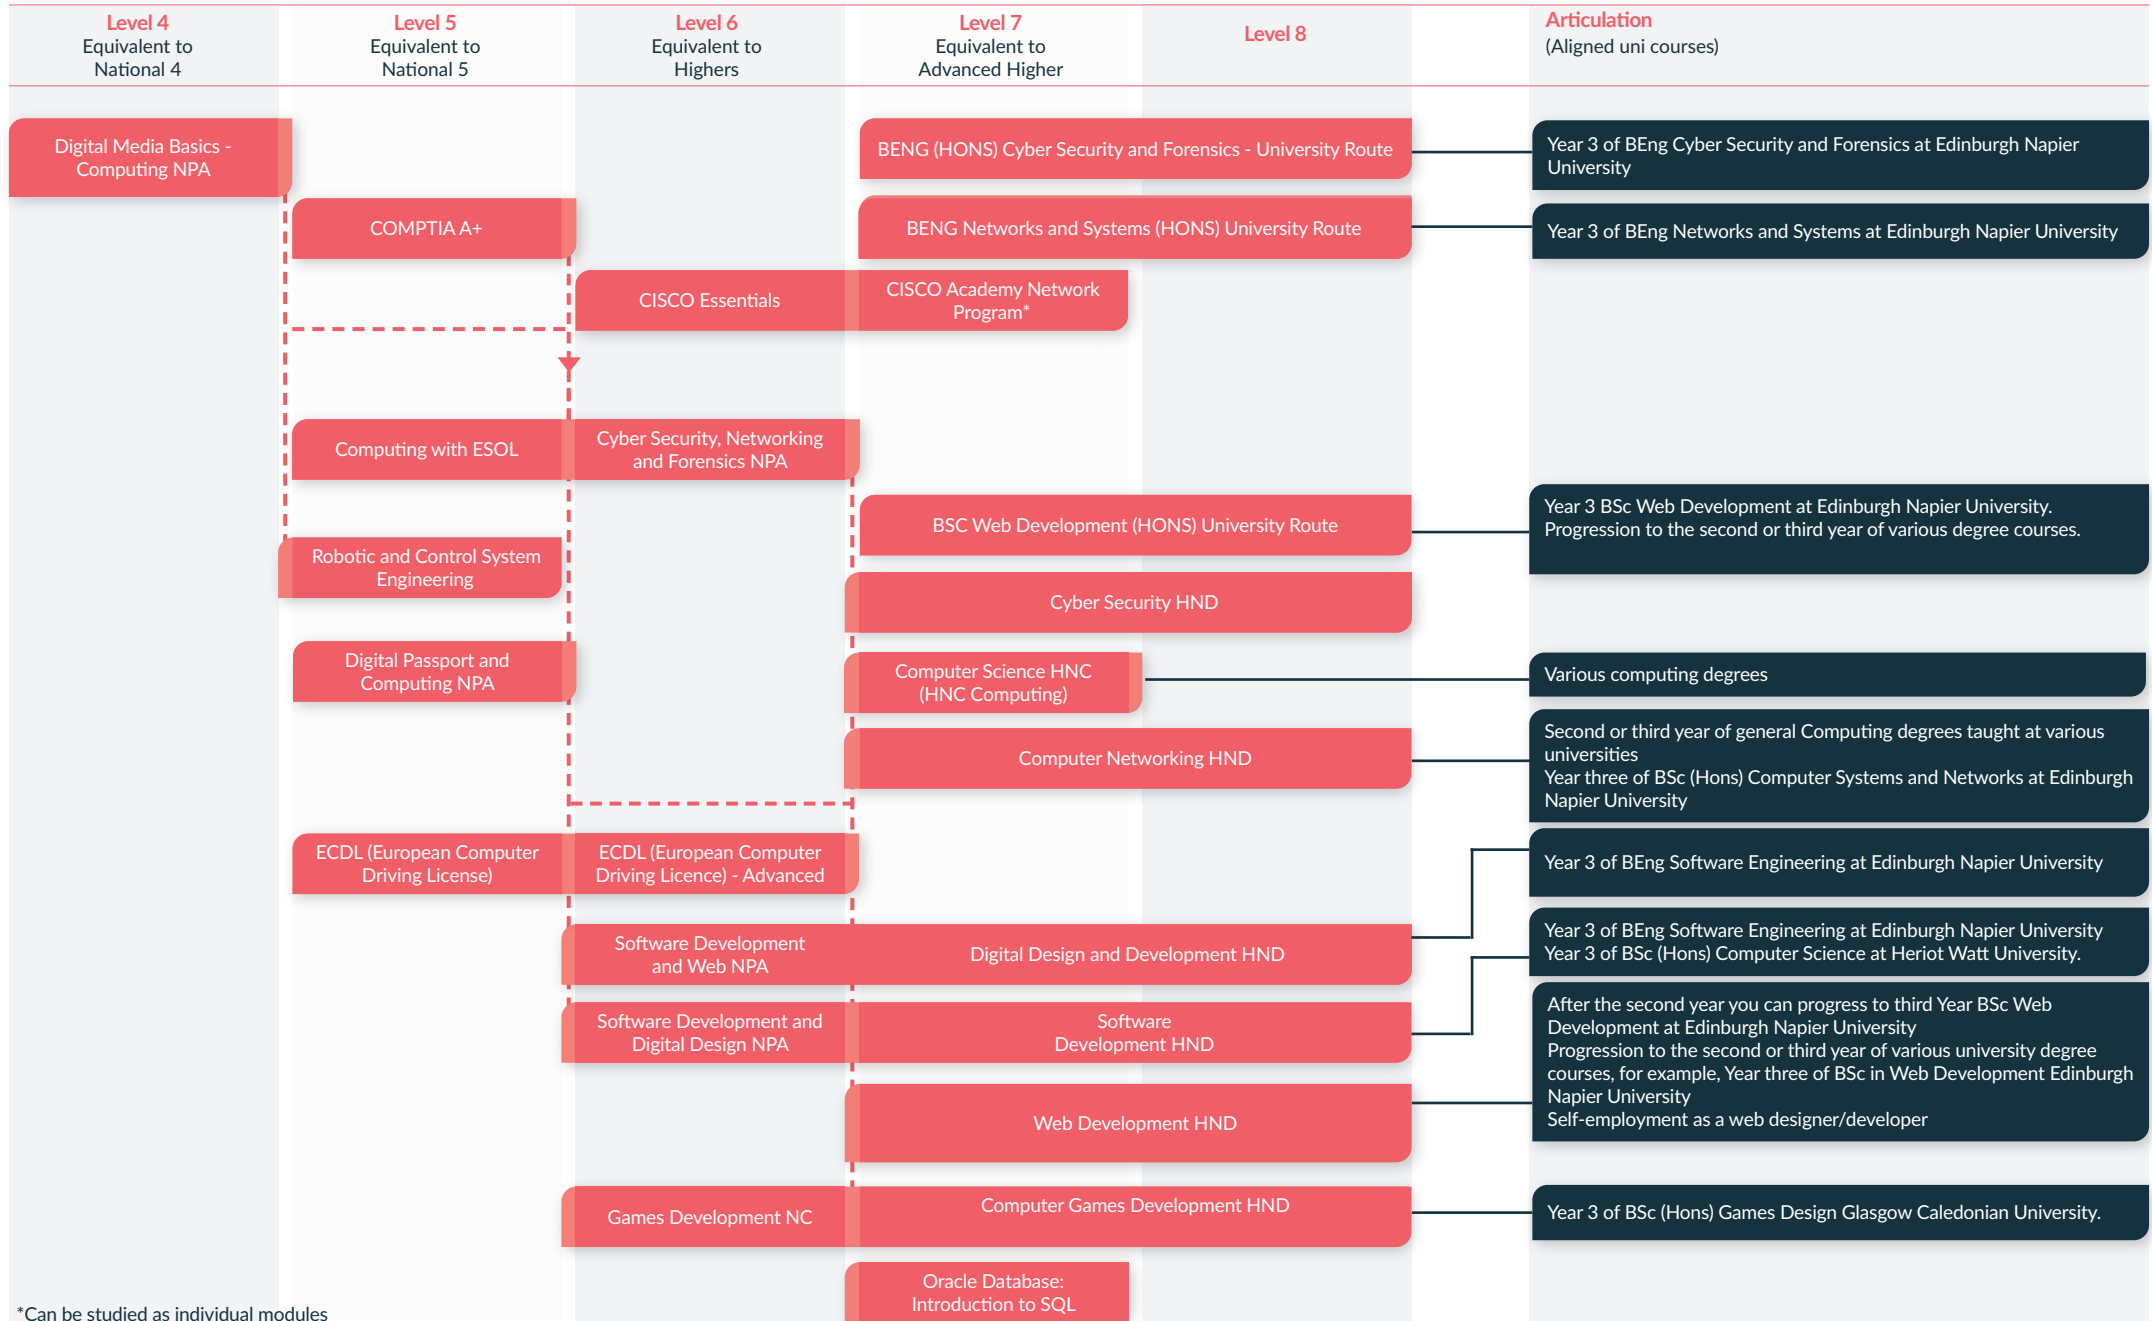 Level 4
Equivalent to
National 4
Level 5
Equivalent to
National 5
Level 6
Equivalent to
Highers
Level 7
Equivalent to
Advanced Higher
Level 8
Articulation
(Aligned uni courses)
Digital Media Basics -
Computing NPA
BENG (HONS) Cyber Security and Forensics - University Route
Year 3 of BEng Cyber Security and Forensics at Edinburgh Napier
University
COMPTIA A+
BENG Networks and Systems (HONS) University Route
Year 3 of BEng Networks and Systems at Edinburgh Napier University
CISCO Essentials
CISCO Academy Network
Program*
Computing with ESOL
Cyber Security, Networking
and Forensics NPA
BSC Web Development (HONS) University Route
Year 3 BSc Web Development at Edinburgh Napier University.
Progression to the second or third year of various degree courses.
Robotic and Control System
Engineering
Cyber Security HND
Digital Passport and
Computing NPA
Computer Science HNC
(HNC Computing)
Various computing degrees
Computer Networking HND
Second or third year of general Computing degrees taught at various
universities
Year three of BSc (Hons) Computer Systems and Networks at Edinburgh
Napier University
ECDL (European Computer
Driving License)
ECDL (European Computer
Driving Licence) - Advanced
Year 3 of BEng Software Engineering at Edinburgh Napier University
Software Development
and Web NPA
Digital Design and Development HND
Year 3 of BEng Software Engineering at Edinburgh Napier University
Year 3 of BSc (Hons) Computer Science at Heriot Watt University.
Software Development and
Digital Design NPA
Software
Development HND
After the second year you can progress to third Year BSc Web
Development at Edinburgh Napier University
Progression to the second or third year of various university degree
courses, for example, Year three of BSc in Web Development Edinburgh
Napier University
Self-employment as a web designer/developer
Web Development HND
Games Development NC
Computer Games Development HND
Year 3 of BSc (Hons) Games Design Glasgow Caledonian University.
Oracle Database:
Introduction to SQL
*Can be studied as individual modules